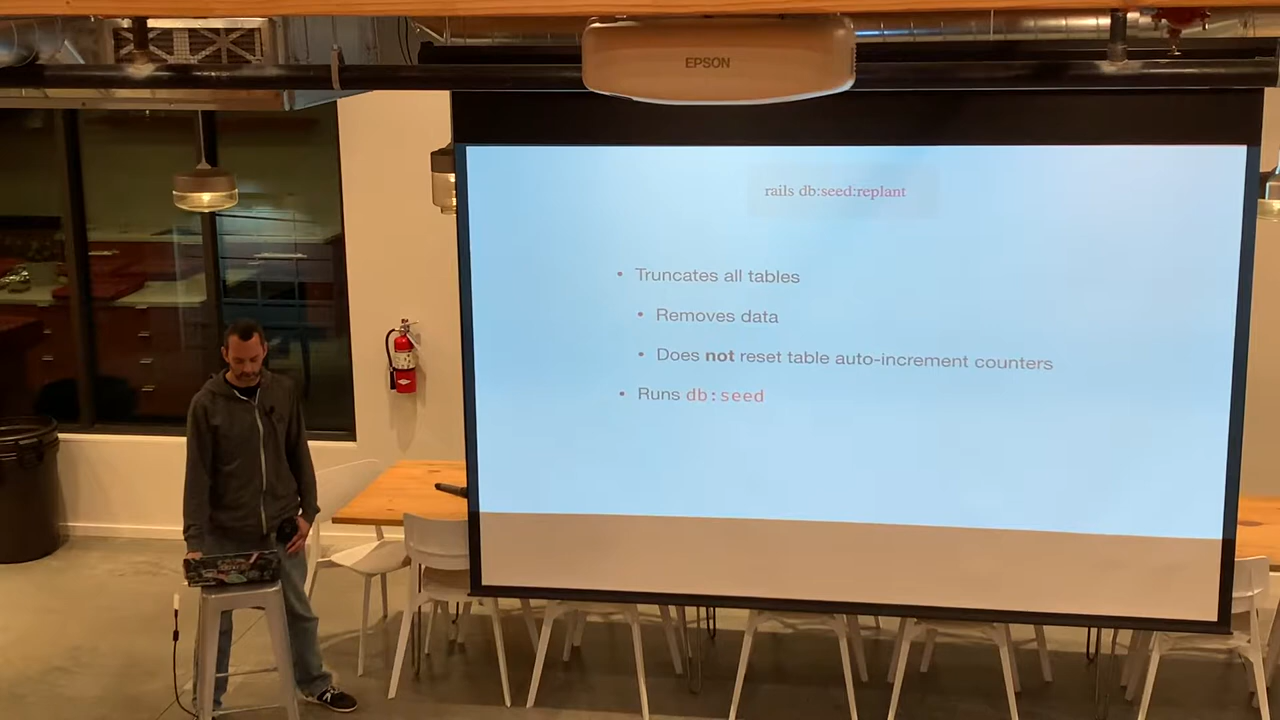 EPSON
rails db:seed:replant
• Truncates all tables
• Removes data
• Does not reset table auto-increment counters
• Runs db:seed